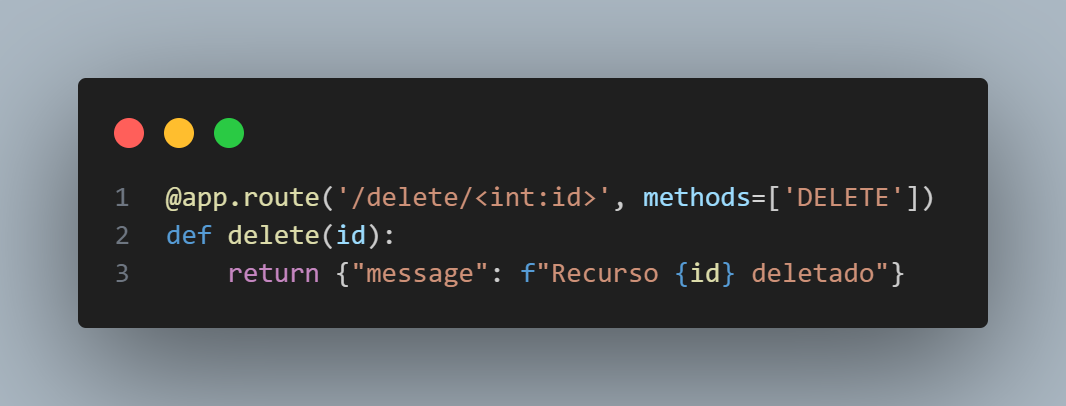 1 @app.route('/delete/<int:id>', methods=['DELETE'])
2 def delete(id):
3     return {"message": f"Recurso {id} deletado"}